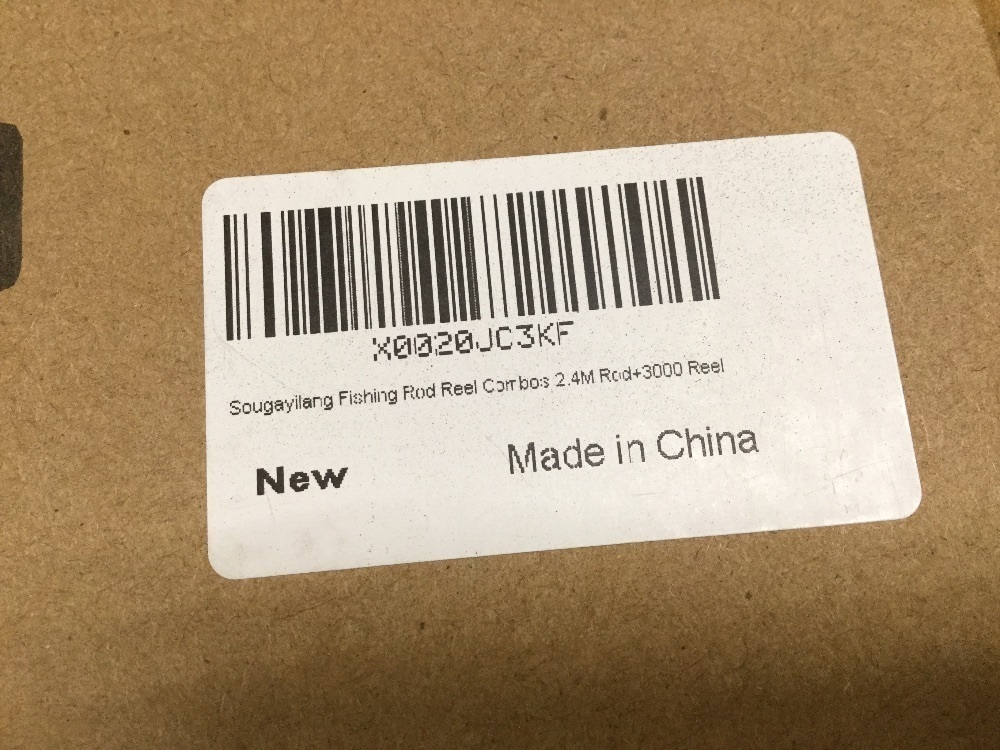 X0020JC3KF
Sougayilang Fishing Rod Reel Combos 2.4M Rod+3000 Reel
New
Made in China